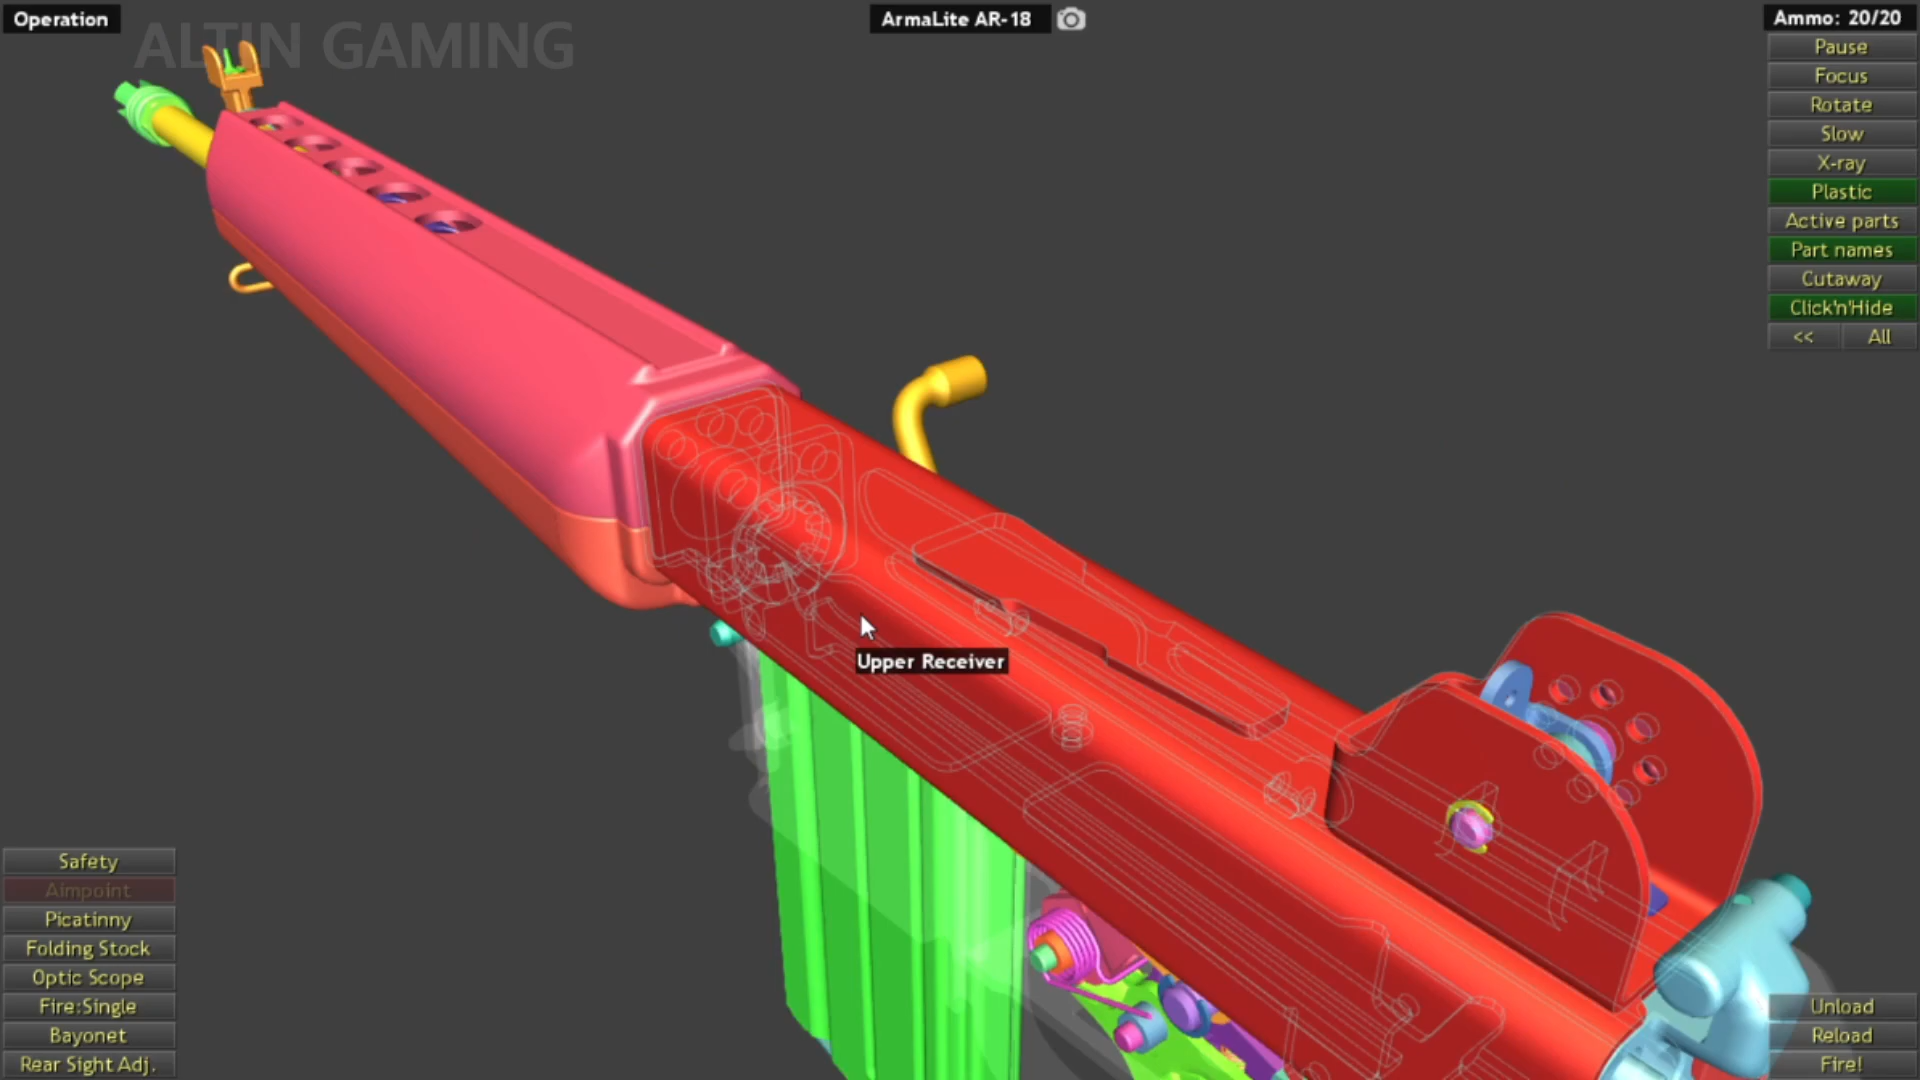 Operation
ALTIN GAMING
ArmaLite AR-18
Ammo: 20/20
Pause
Focus
Rotate
Slow
X-ray
Plastic
Active parts
Part names
Cutaway
Click'n'Hide
<< All
Upper Receiver
Safety
Aimpoint
Picatinny
Folding Stock
Optic Scope
Fire:Single
Bayonet
Rear Sight Adj.
Unload
Reload
Fire!